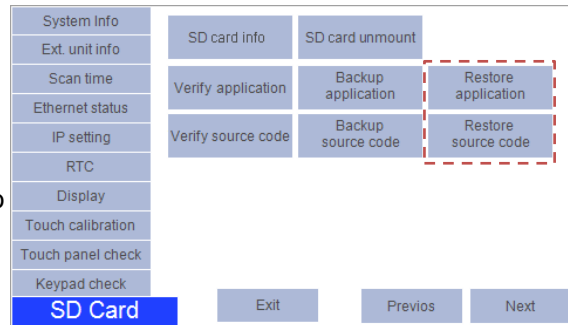 System Info
Ext. unit info
Scan time
Ethernet status
IP setting
RTC
Display
Touch calibration
Touch panel check
Keypad check
SD Card
SD card info
SD card unmount
Verify application
Backup
application
Restore
application
Verify source code
Backup
source code
Restore
source code
Exit
Previos
Next